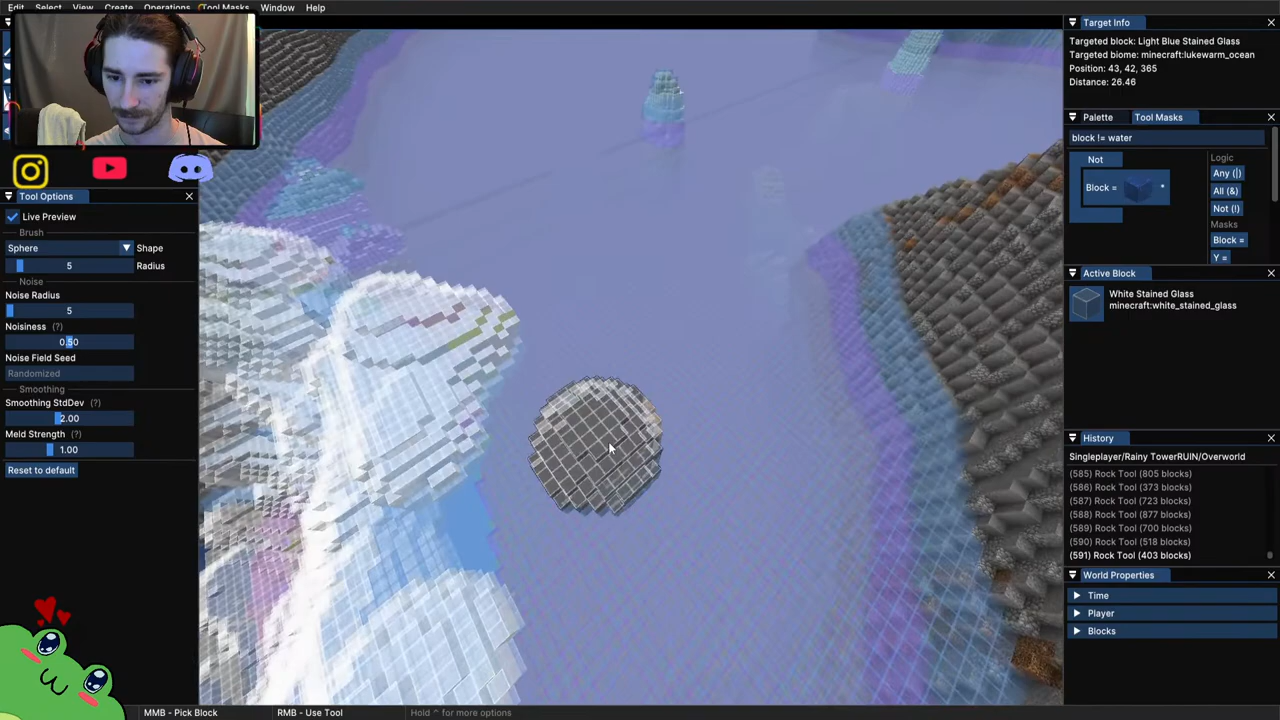 Edit Select View Create Operations Tool Masks Window Help
Target Info
Targeted block: Light Blue Stained Glass
Targeted biome: minecraft:lukewarm_ocean
Position: 43, 42, 365
Distance: 26.46
Palette Tool Masks
block != water
Not
Block = *
Logic
Any (|)
All (&)
Not (!)
Masks
Block =
Y =
Active Block
White Stained Glass
minecraft:white_stained_glass
History
Singleplayer/Rainy TowerRUIN/Overworld
(585) Rock Tool (805 blocks)
(586) Rock Tool (373 blocks)
(587) Rock Tool (723 blocks)
(588) Rock Tool (877 blocks)
(589) Rock Tool (700 blocks)
(590) Rock Tool (518 blocks)
(591) Rock Tool (403 blocks)
World Properties
Time
Player
Blocks
Tool Options
Live Preview
Brush
Sphere Shape
5 Radius
Noise
Noise Radius
5
Noisiness (?)
0.50
Noise Field Seed
Randomized
Smoothing
Smoothing StdDev (?)
2.00
Meld Strength (?)
1.00
Reset to default
MMB - Pick Block RMB - Use Tool Hold ^ for more options